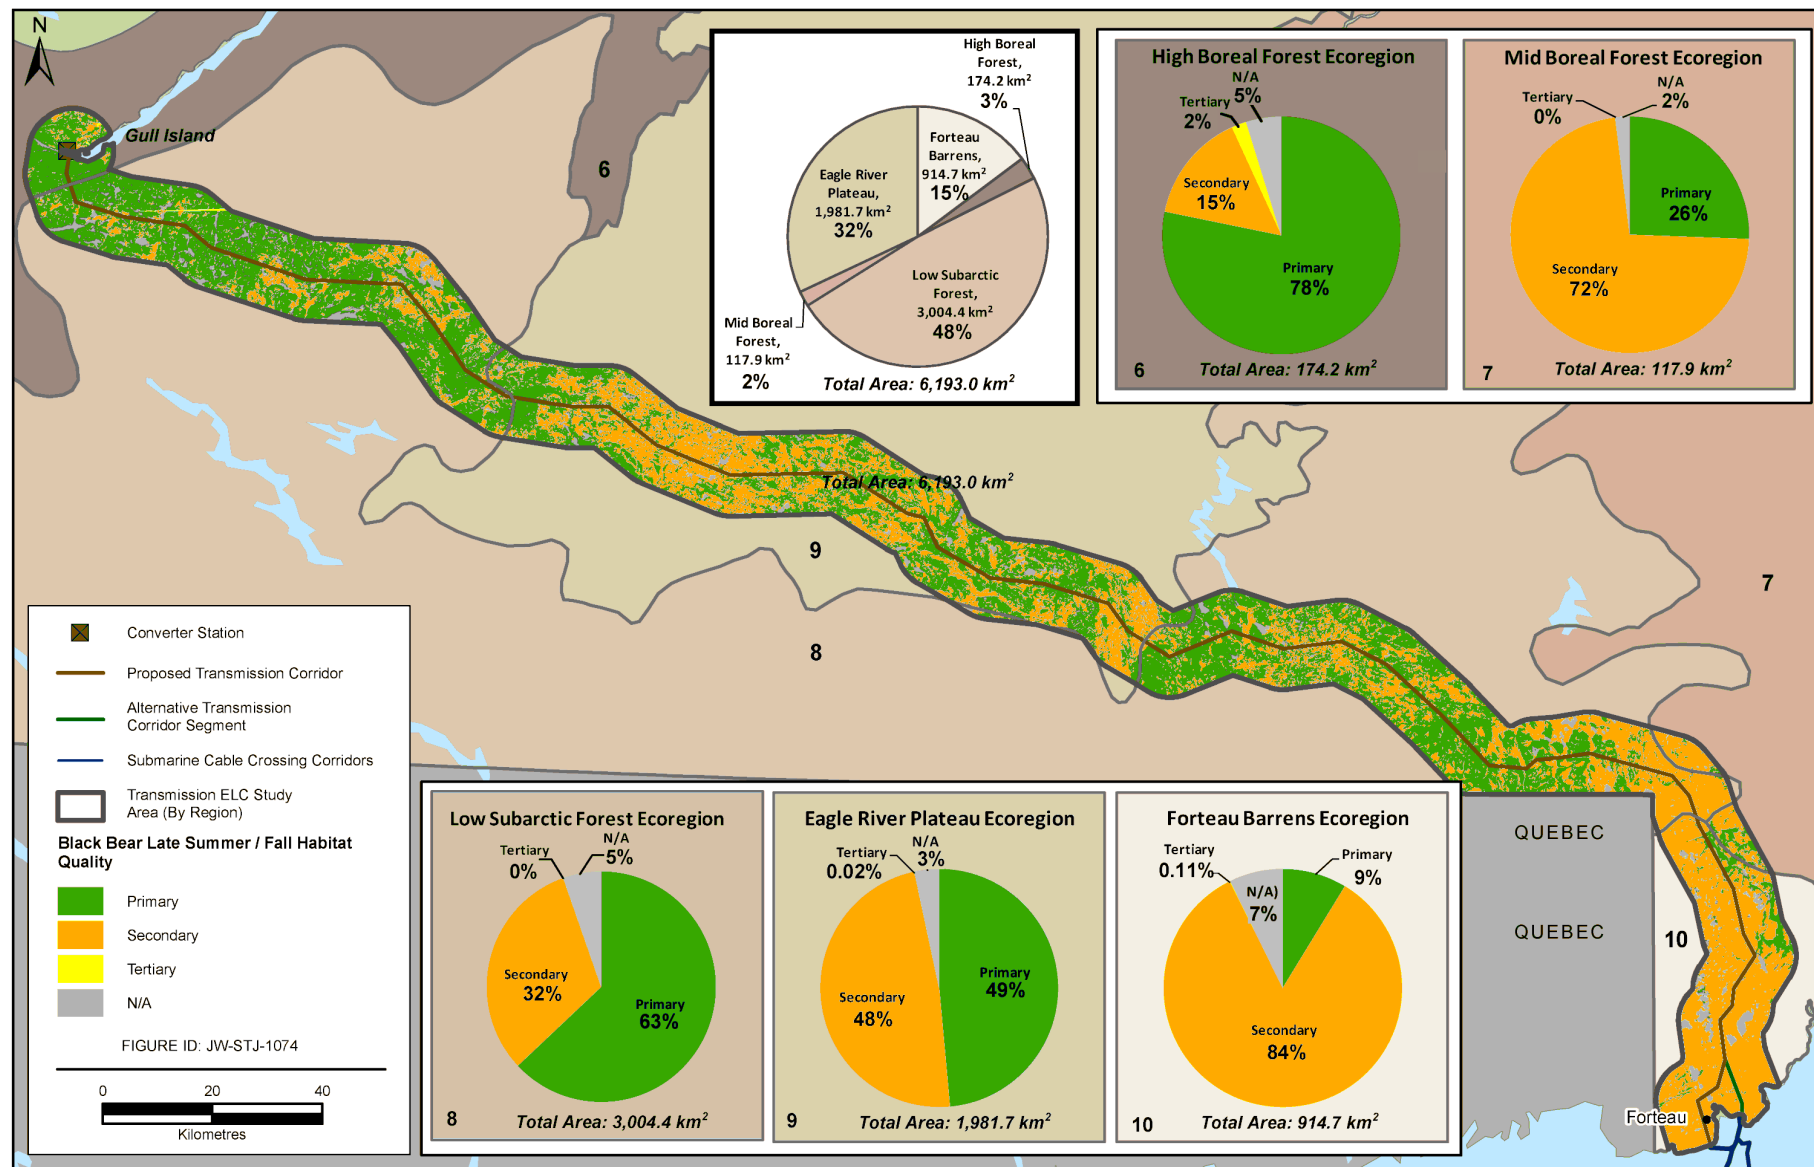 N
Gull Island
6
High Boreal
Forest,
174.2 km²
3%
Forteau
Barrens,
914.7 km²
15%
Eagle River
Plateau,
1,981.7 km²
32%
Low Subarctic
Forest,
3,004.4 km²
48%
Mid Boreal
Forest,
117.9 km²
2%
Total Area: 6,193.0 km²
High Boreal Forest Ecoregion
N/A
5%
Tertiary
2%
Secondary
15%
Primary
78%
6
Total Area: 174.2 km²
Mid Boreal Forest Ecoregion
N/A
2%
Tertiary
0%
Primary
26%
Secondary
72%
7
Total Area: 117.9 km²
Total Area: 6,193.0 km²
9
8
7
Converter Station
Proposed Transmission Corridor
Alternative Transmission
Corridor Segment
Submarine Cable Crossing Corridors
Transmission ELC Study
Area (By Region)
Black Bear Late Summer / Fall Habitat
Quality
Primary
Secondary
Tertiary
N/A
FIGURE ID: JW-STJ-1074
0 20 40
Kilometres
Low Subarctic Forest Ecoregion
N/A
5%
Tertiary
0%
Secondary
32%
Primary
63%
8
Total Area: 3,004.4 km²
Eagle River Plateau Ecoregion
N/A
3%
Tertiary
0.02%
Primary
49%
Secondary
48%
9
Total Area: 1,981.7 km²
Forteau Barrens Ecoregion
Tertiary
0.11%
Primary
9%
N/A)
7%
Secondary
84%
10
Total Area: 914.7 km²
QUEBEC
QUEBEC
10
Forteau